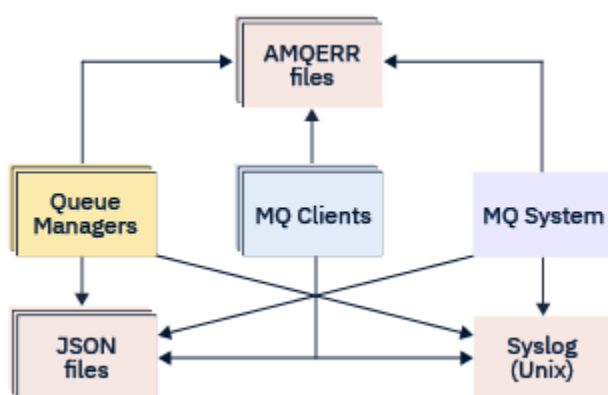 AMQERR
files
Queue
Managers
MQ Clients
MQ System
JSON
files
Syslog
(Unix)